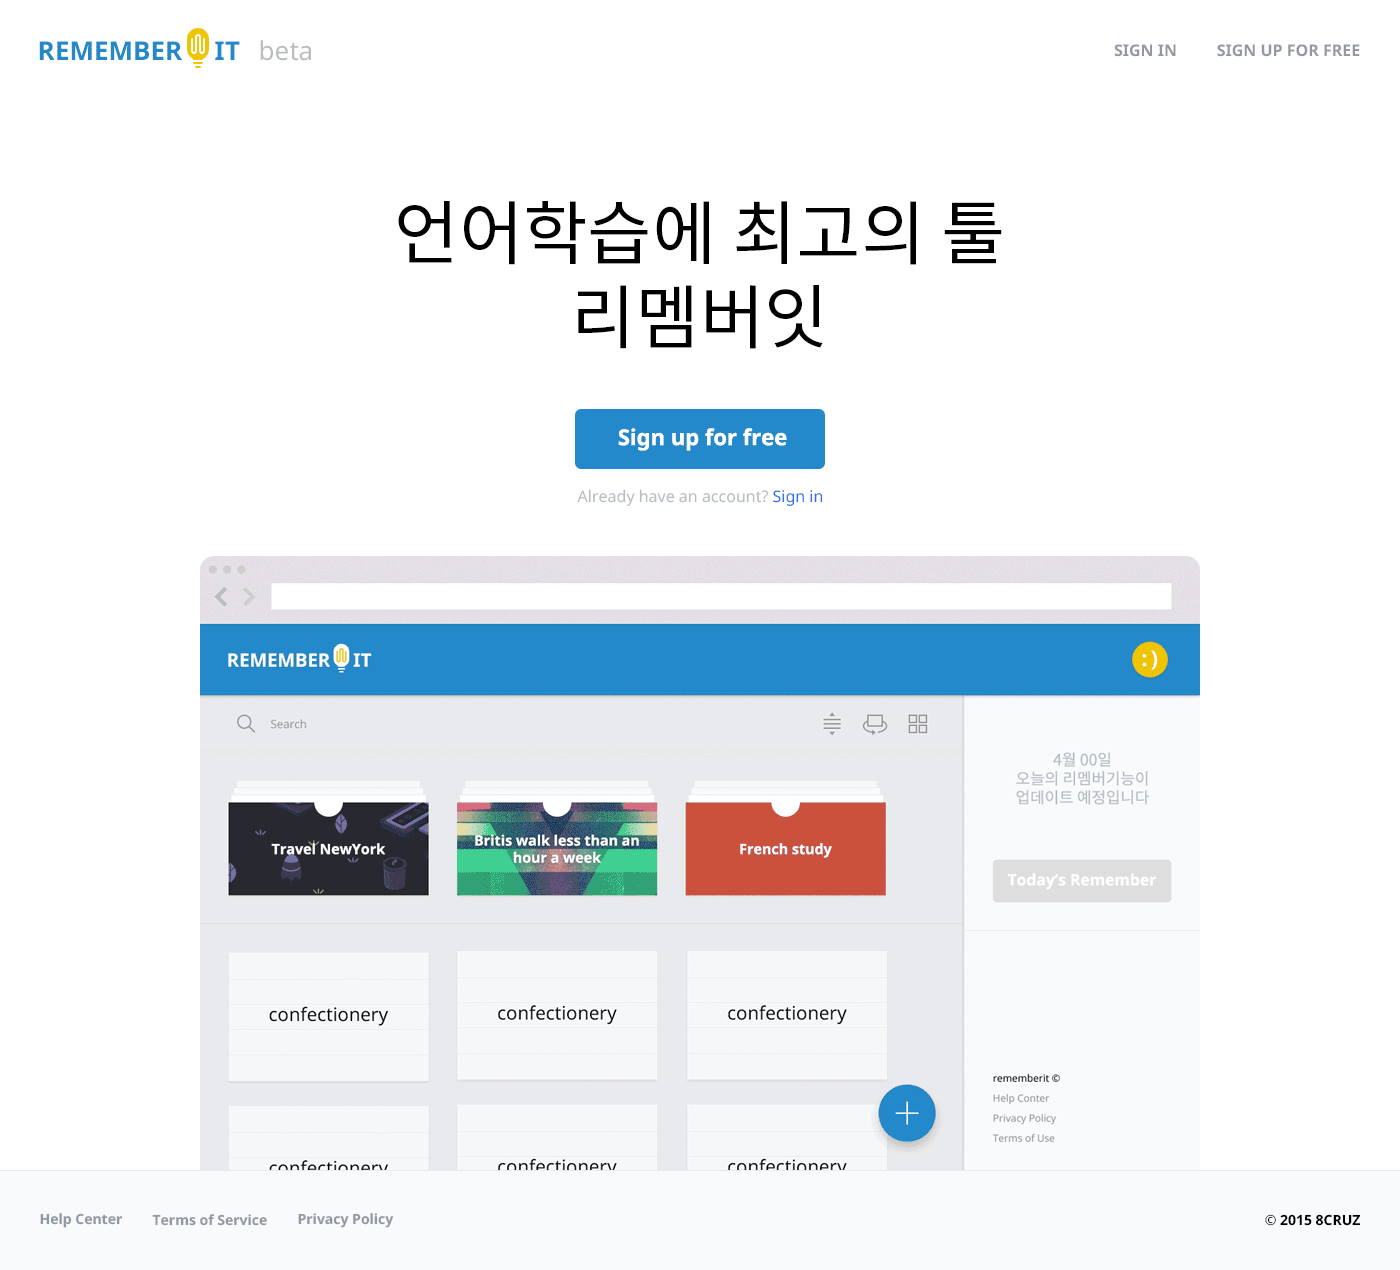 REMEMBER IT beta
SIGN IN
SIGN UP FOR FREE
언어학습에 최고의 툴
리멤버잇
Sign up for free
Already have an account? Sign in
REMEMBER IT
:)
Search
4월 00일
오늘의 리멤버기능이
업데이트 예정입니다
Travel NewYork
Britis walk less than an
hour a week
French study
Today's Remember
confectionery
confectionery
confectionery
rememberit ©
Help Conter
Privacy Policy
Terms of Use
confectionery
confectionery
confectionery
Help Center
Terms of Service
Privacy Policy
© 2015 8CRUZ